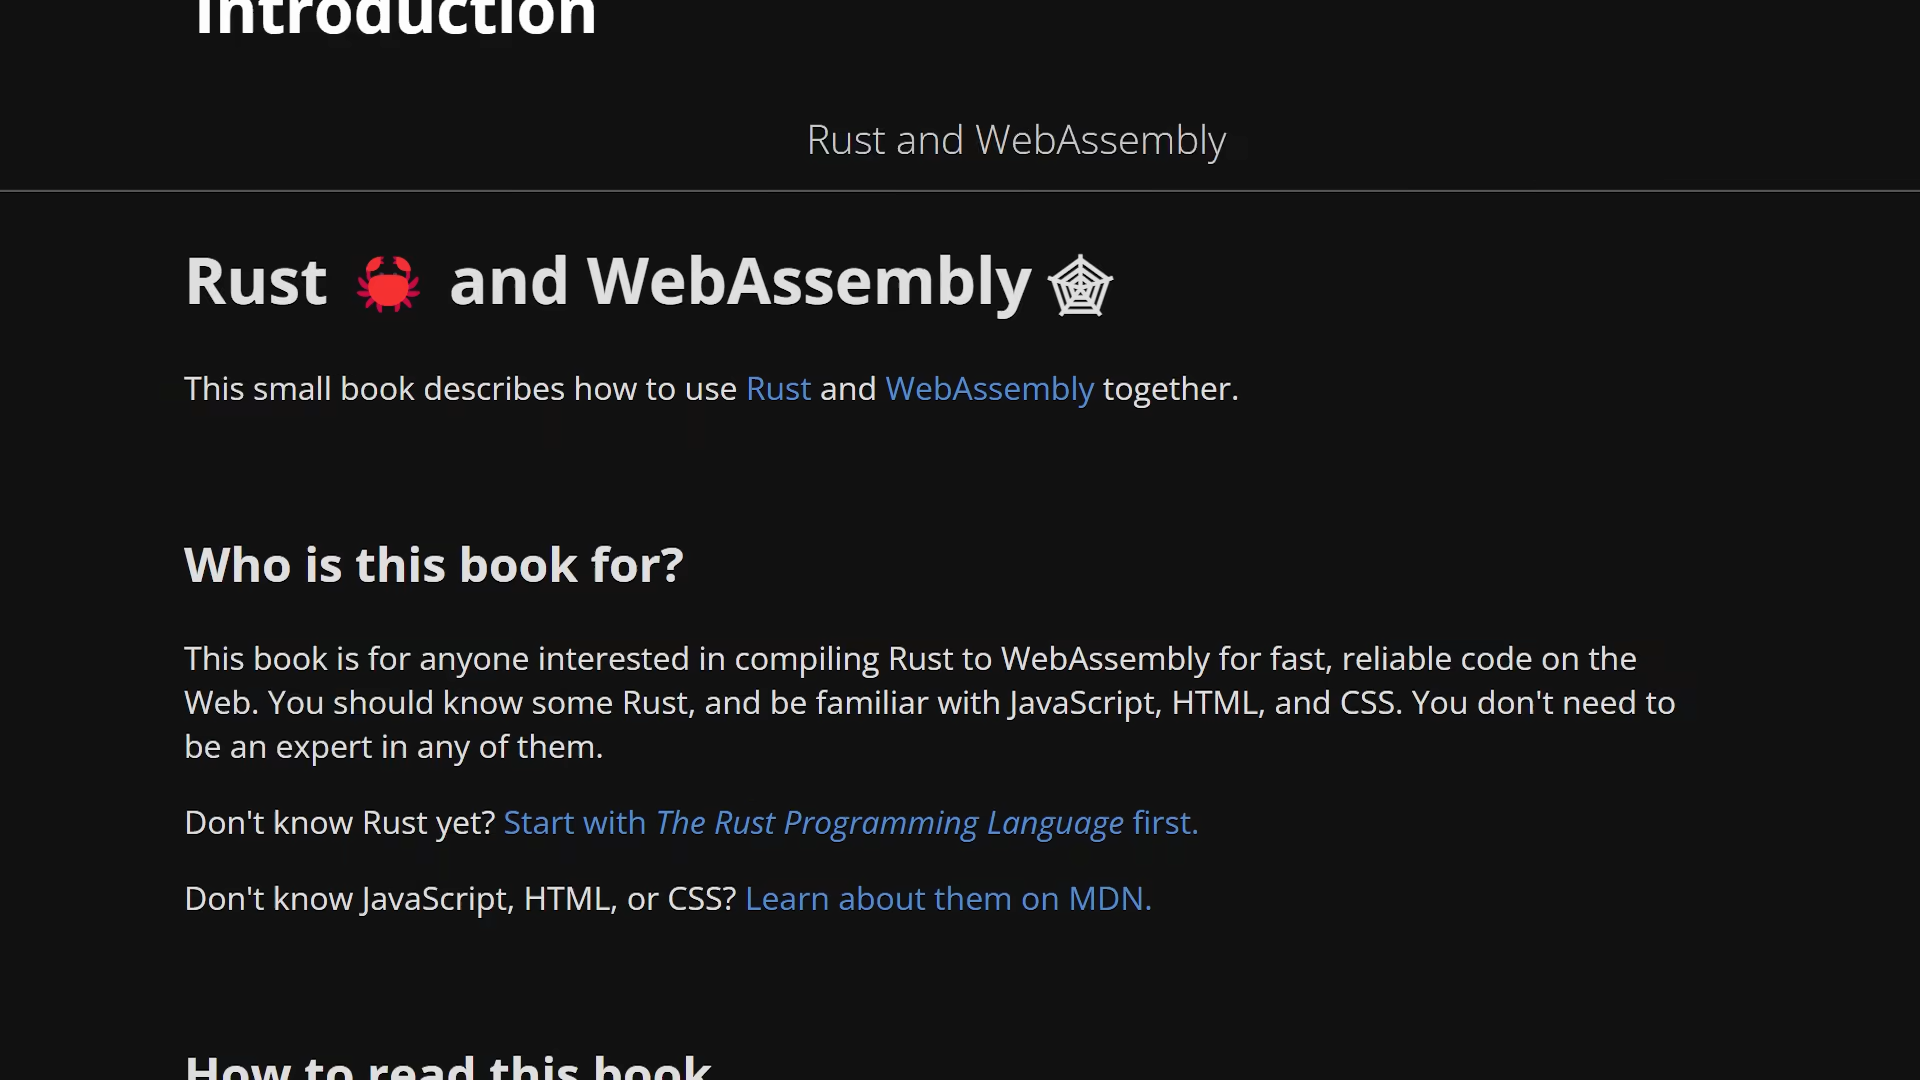 Introduction
Rust and WebAssembly
Rust 🦀 and WebAssembly 🕸
This small book describes how to use Rust and WebAssembly together.
Who is this book for?
This book is for anyone interested in compiling Rust to WebAssembly for fast, reliable code on the
Web. You should know some Rust, and be familiar with JavaScript, HTML, and CSS. You don't need to
be an expert in any of them.
Don't know Rust yet? Start with The Rust Programming Language first.
Don't know JavaScript, HTML, or CSS? Learn about them on MDN.
How to read this book